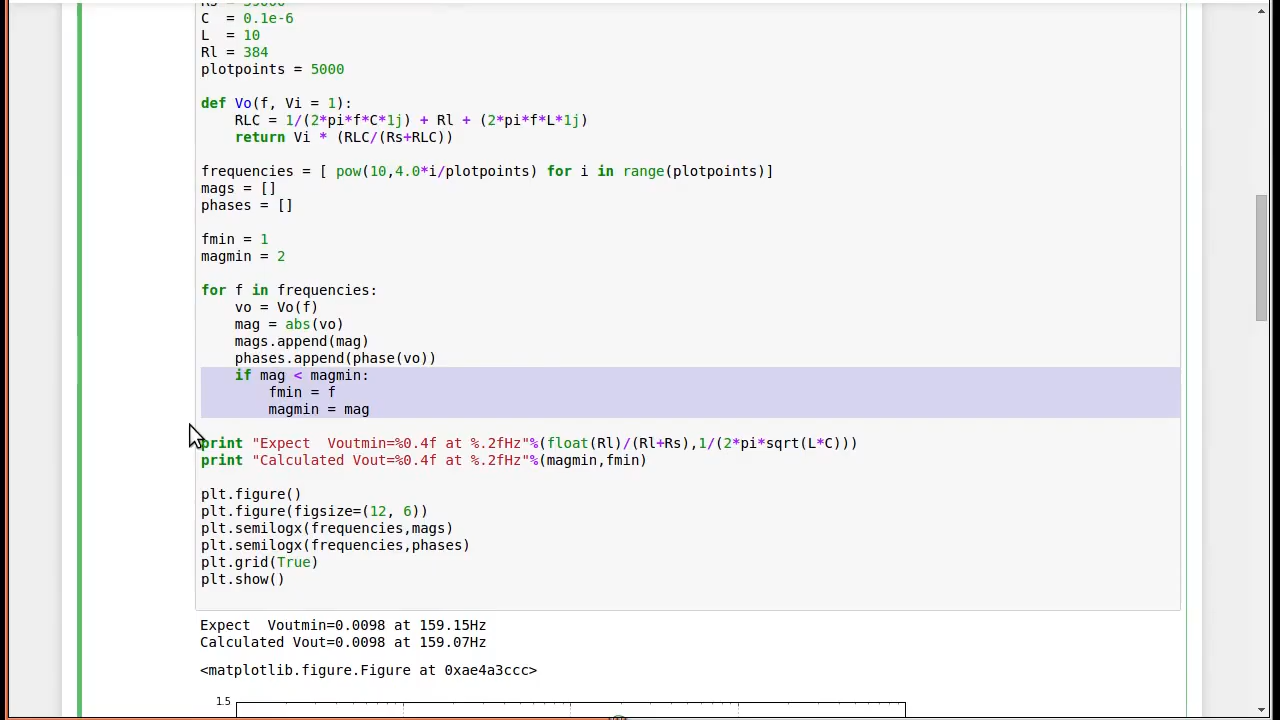 Rs = 39000
C  = 0.1e-6
L  = 10
Rl = 384
plotpoints = 5000
def Vo(f, Vi = 1):
    RLC = 1/(2*pi*f*C*1j) + Rl + (2*pi*f*L*1j)
    return Vi * (RLC/(Rs+RLC))
frequencies = [ pow(10,4.0*i/plotpoints) for i in range(plotpoints)]
mags = []
phases = []
fmin = 1
magmin = 2
for f in frequencies:
    vo = Vo(f)
    mag = abs(vo)
    mags.append(mag)
    phases.append(phase(vo))
    if mag < magmin:
        fmin = f
        magmin = mag
print "Expect  Voutmin=%0.4f at %.2fHz"%(float(Rl)/(Rl+Rs),1/(2*pi*sqrt(L*C)))
print "Calculated Vout=%0.4f at %.2fHz"%(magmin,fmin)
plt.figure()
plt.figure(figsize=(12, 6))
plt.semilogx(frequencies,mags)
plt.semilogx(frequencies,phases)
plt.grid(True)
plt.show()
Expect  Voutmin=0.0098 at 159.15Hz
Calculated Vout=0.0098 at 159.07Hz
<matplotlib.figure.Figure at 0xae4a3ccc>
1.5